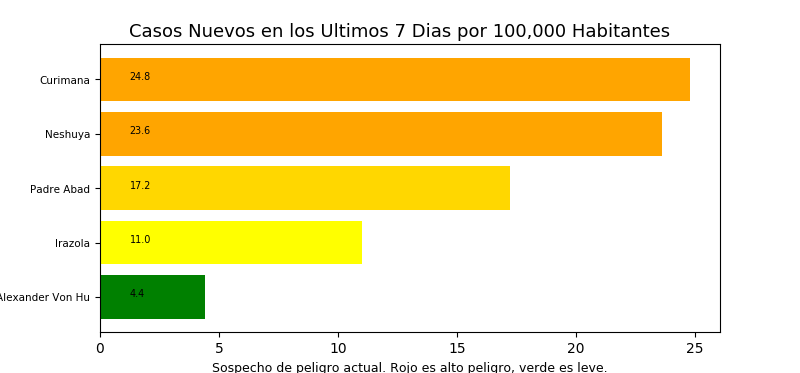 Casos Nuevos en los Ultimos 7 Dias por 100,000 Habitantes
Curimana 24.8
Neshuya 23.6
Padre Abad 17.2
Irazola 11.0
Alexander Von Hu 4.4
0 5 10 15 20 25
Sospecho de peligro actual. Rojo es alto peligro, verde es leve.